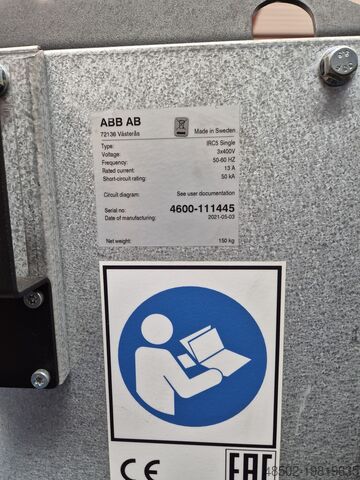 ABB AB
72136 Västerås
Made in Sweden
Type: IRC5 Single
Voltage: 3x400V
Frequency: 50-60 HZ
Rated current: 13 A
Short-circuit rating: 50 kA
Circuit diagram: See user documentation
Serial no: 4600-111445
Date of manufacturing: 2021-05-03
Net weight: 150 kg
CE EAC
48502-19815635